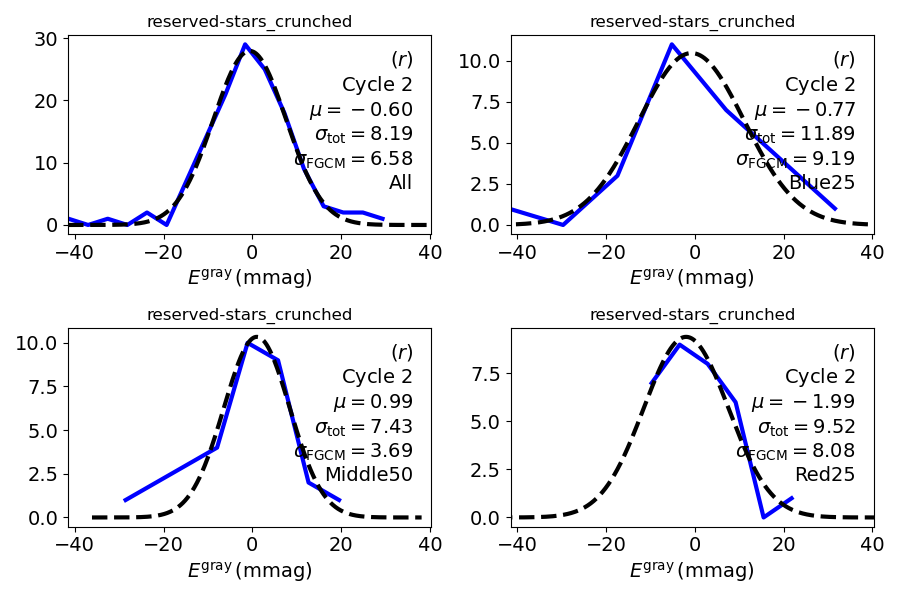 reserved-stars_crunched
30
20
10
0
(r)
Cycle 2
μ = −0.60
σtot = 8.19
σFGCM = 6.58
All
−40 −20 0 20 40
E^gray (mmag)
reserved-stars_crunched
10.0
7.5
5.0
2.5
0.0
(r)
Cycle 2
μ = −0.77
σtot = 11.89
σFGCM = 9.19
Blue25
−40 −20 0 20 40
E^gray (mmag)
reserved-stars_crunched
10.0
7.5
5.0
2.5
0.0
(r)
Cycle 2
μ = 0.99
σtot = 7.43
σFGCM = 3.69
Middle50
−40 −20 0 20 40
E^gray (mmag)
reserved-stars_crunched
7.5
5.0
2.5
0.0
(r)
Cycle 2
μ = −1.99
σtot = 9.52
σFGCM = 8.08
Red25
−40 −20 0 20 40
E^gray (mmag)